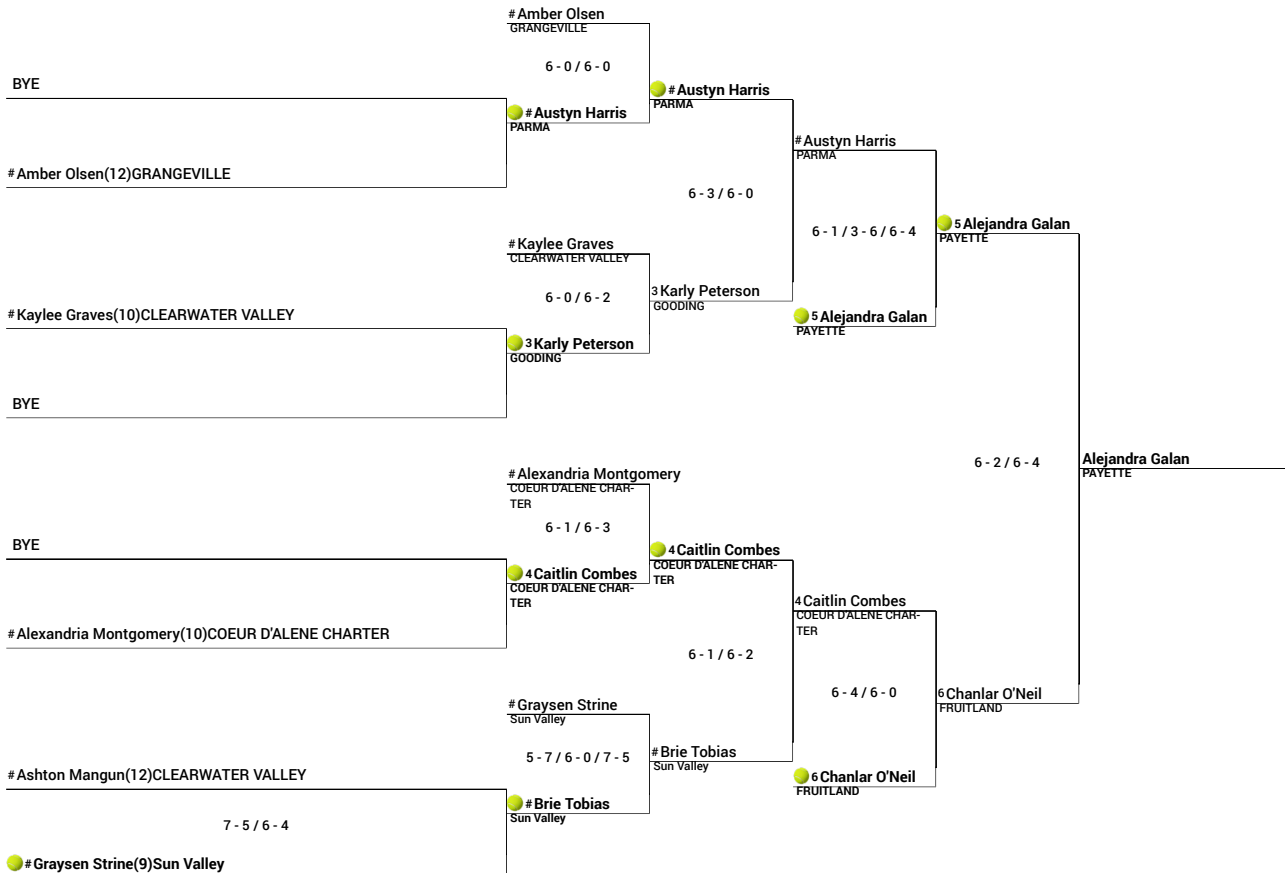 #Amber Olsen
GRANGEVILLE
6 - 0 / 6 - 0
BYE
#Austyn Harris
PARMA
#Austyn Harris
PARMA
#Amber Olsen(12)GRANGEVILLE
#Austyn Harris
PARMA
6 - 3 / 6 - 0
6 - 1 / 3 - 6 / 6 - 4
5 Alejandra Galan
PAYETTE
#Kaylee Graves
CLEARWATER VALLEY
6 - 0 / 6 - 2
3 Karly Peterson
GOODING
#Kaylee Graves(10)CLEARWATER VALLEY
5 Alejandra Galan
PAYETTE
3 Karly Peterson
GOODING
BYE
6 - 2 / 6 - 4
Alejandra Galan
PAYETTE
#Alexandria Montgomery
COEUR D'ALENE CHAR-
TER
6 - 1 / 6 - 3
BYE
4 Caitlin Combes
COEUR D'ALENE CHAR-
TER
4 Caitlin Combes
COEUR D'ALENE CHAR-
TER
4 Caitlin Combes
COEUR D'ALENE CHAR-
TER
#Alexandria Montgomery(10)COEUR D'ALENE CHARTER
6 - 1 / 6 - 2
6 - 4 / 6 - 0
6 Chanlar O'Neil
FRUITLAND
#Graysen Strine
Sun Valley
5 - 7 / 6 - 0 / 7 - 5
#Brie Tobias
Sun Valley
#Ashton Mangun(12)CLEARWATER VALLEY
6 Chanlar O'Neil
FRUITLAND
#Brie Tobias
Sun Valley
7 - 5 / 6 - 4
#Graysen Strine(9)Sun Valley